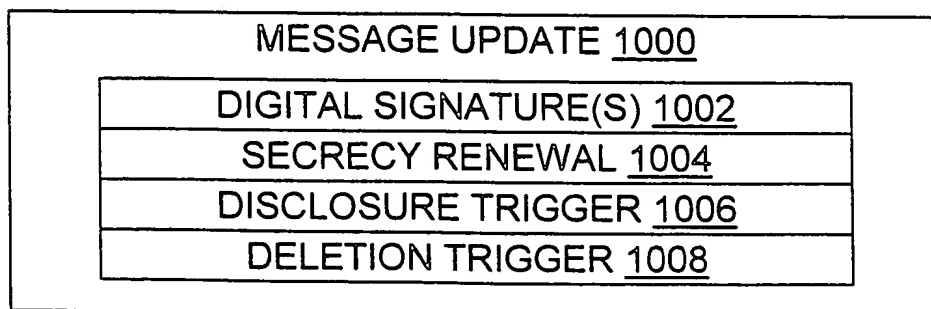 MESSAGE UPDATE 1000
DIGITAL SIGNATURE(S) 1002
SECRECY RENEWAL 1004
DISCLOSURE TRIGGER 1006
DELETION TRIGGER 1008